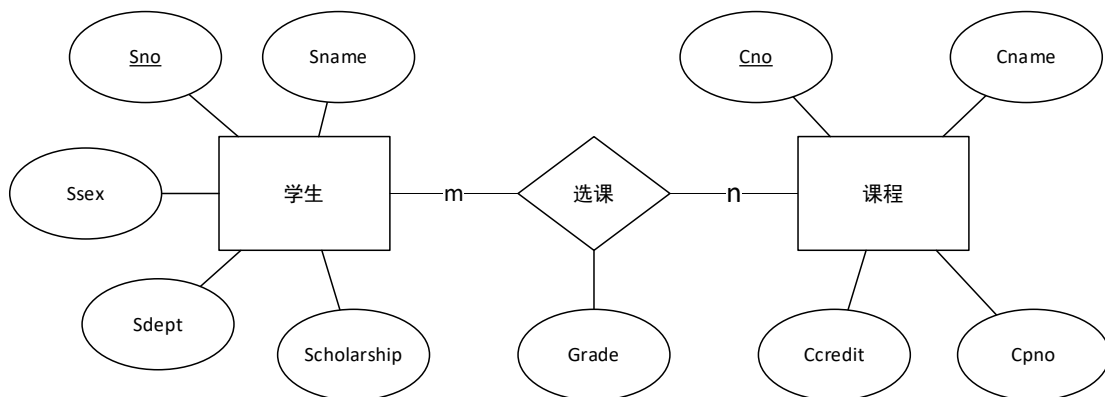 Sno
Sname
Cno
Cname
Ssex
学生
m
选课
n
课程
Sdept
Scholarship
Grade
Ccredit
Cpno